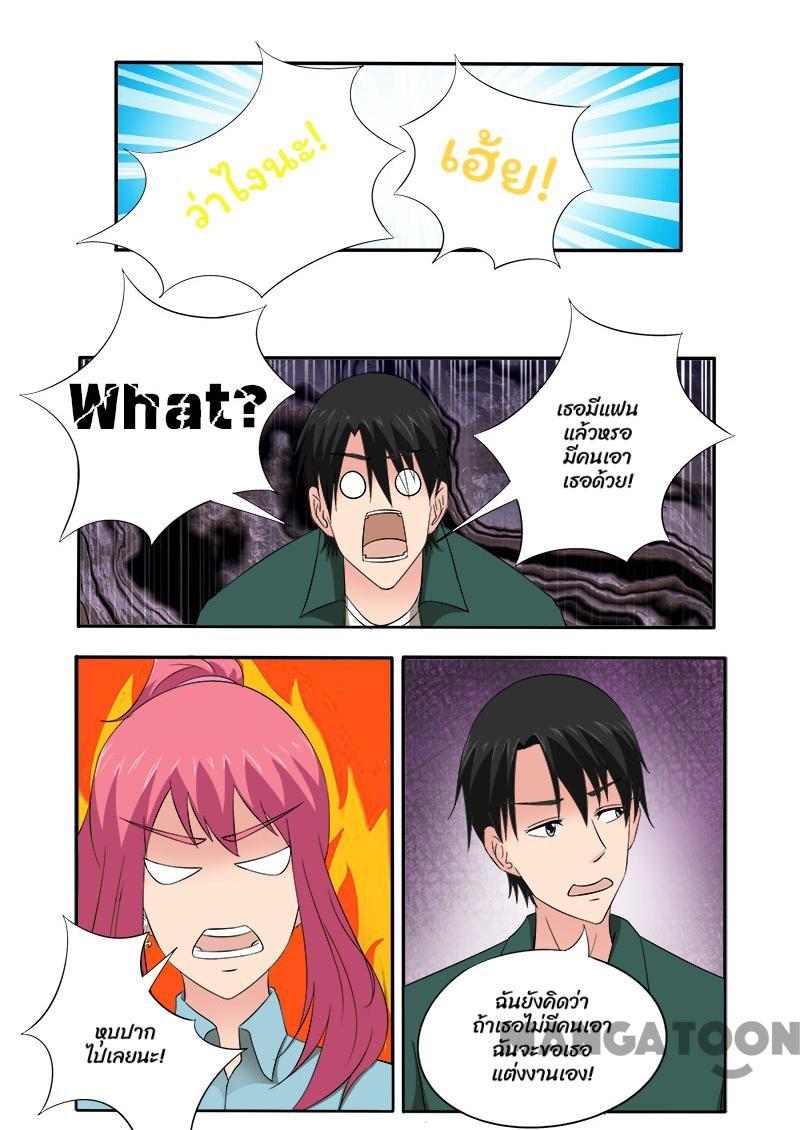 ว่าไงนะ!
เฮ้ย!
What?
เธอมีแฟน
แล้วหรอ
มีคนเอา
เธอด้วย!
หุบปาก
ไปเลยนะ!
ฉันยังคิดว่า
ถ้าเธอไม่มีคนเอา
ฉันจะขอเธอ
แต่งงานเอง!
MANGATOON